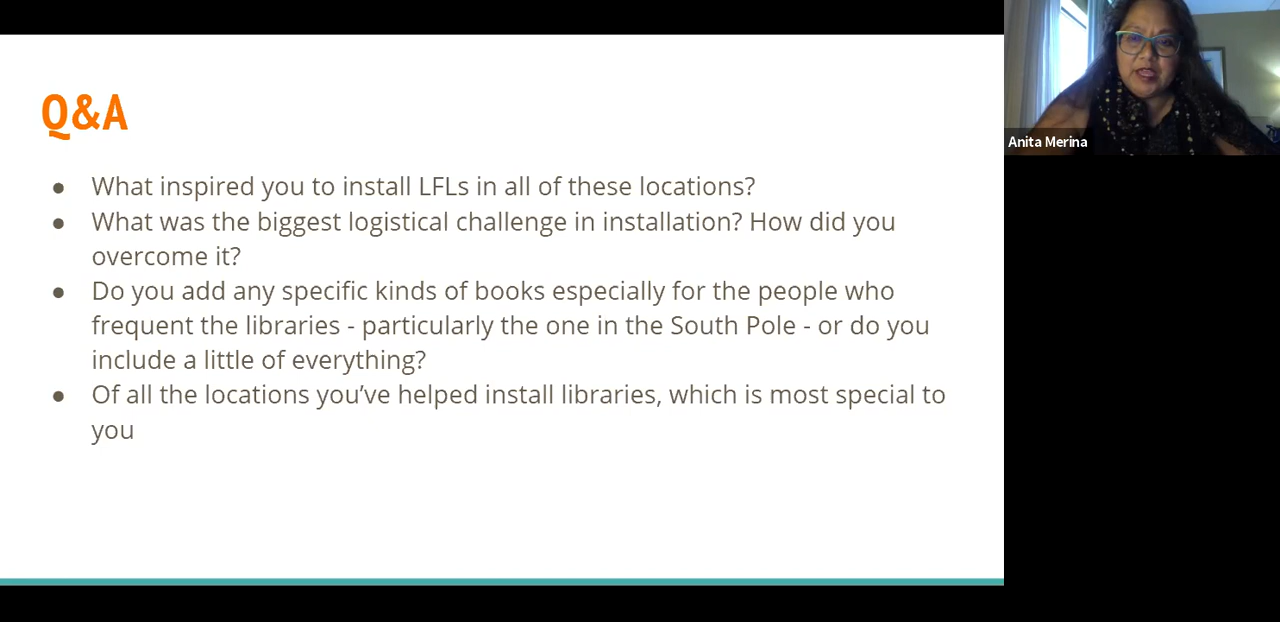 Q&A
● What inspired you to install LFLs in all of these locations?
● What was the biggest logistical challenge in installation? How did you
overcome it?
● Do you add any specific kinds of books especially for the people who
frequent the libraries - particularly the one in the South Pole - or do you
include a little of everything?
● Of all the locations you’ve helped install libraries, which is most special to
you
Anita Merina